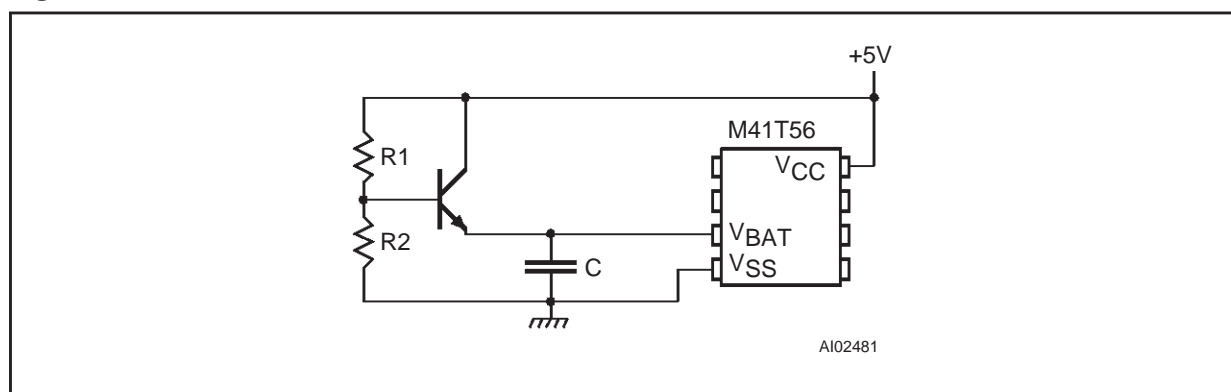 +5V
M41T56
R1
VCC
R2
VBAT
C
VSS
AI02481